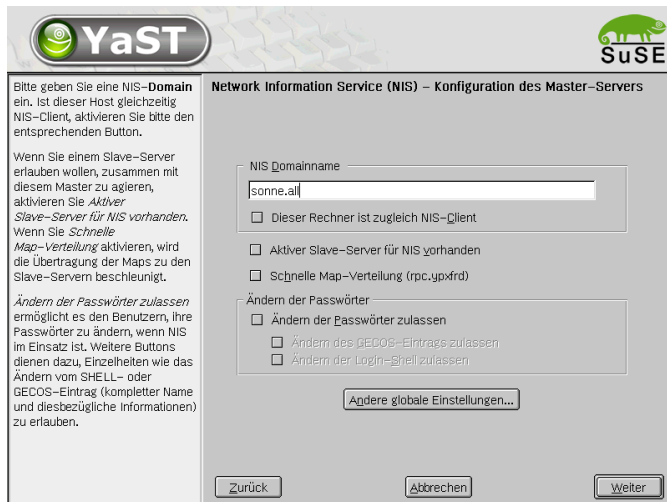 YaST
SuSE
Bitte geben Sie eine NIS–Domain
ein. Ist dieser Host gleichzeitig
NIS–Client, aktivieren Sie bitte den
entsprechenden Button.
Wenn Sie einem Slave–Server
erlauben wollen, zusammen mit
diesem Master zu agieren,
aktivieren Sie Aktiver
Slave–Server für NIS vorhanden.
Wenn Sie Schnelle
Map–Verteilung aktivieren, wird
die Übertragung der Maps zu den
Slave–Servern beschleunigt.
Ändern der Passwörter zulassen
ermöglicht es den Benutzern, ihre
Passwörter zu ändern, wenn NIS
im Einsatz ist. Weitere Buttons
dienen dazu, Einzelheiten wie das
Ändern vom SHELL– oder
GECOS–Eintrag (kompletter Name
und diesbezügliche Informationen)
zu erlauben.
Network Information Service (NIS) – Konfiguration des Master–Servers
NIS Domainname
sonne.all
Dieser Rechner ist zugleich NIS–Client
Aktiver Slave–Server für NIS vorhanden
Schnelle Map–Verteilung (rpc.ypxfrd)
Ändern der Passwörter
Ändern der Passwörter zulassen
Ändern des GECOS–Eintrags zulassen
Ändern der Login–Shell zulassen
Andere globale Einstellungen...
Zurück
Abbrechen
Weiter